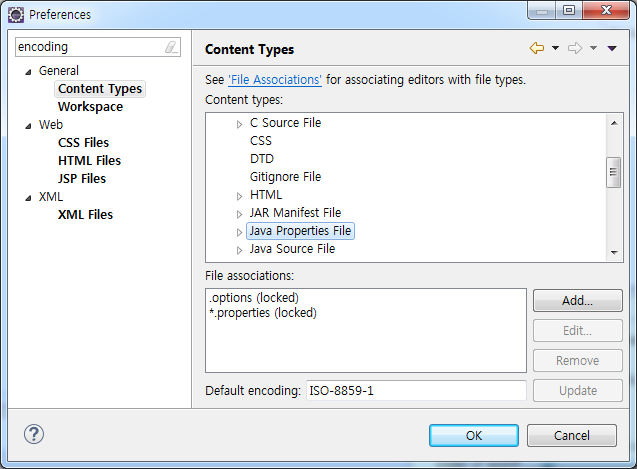 Preferences
encoding
General
Content Types
Workspace
Web
CSS Files
HTML Files
JSP Files
XML
XML Files
Content Types
See 'File Associations' for associating editors with file types.
Content types:
C Source File
CSS
DTD
Gitignore File
HTML
JAR Manifest File
Java Properties File
Java Source File
File associations:
.options (locked)
*.properties (locked)
Add...
Edit...
Remove
Default encoding: ISO-8859-1
Update
OK
Cancel